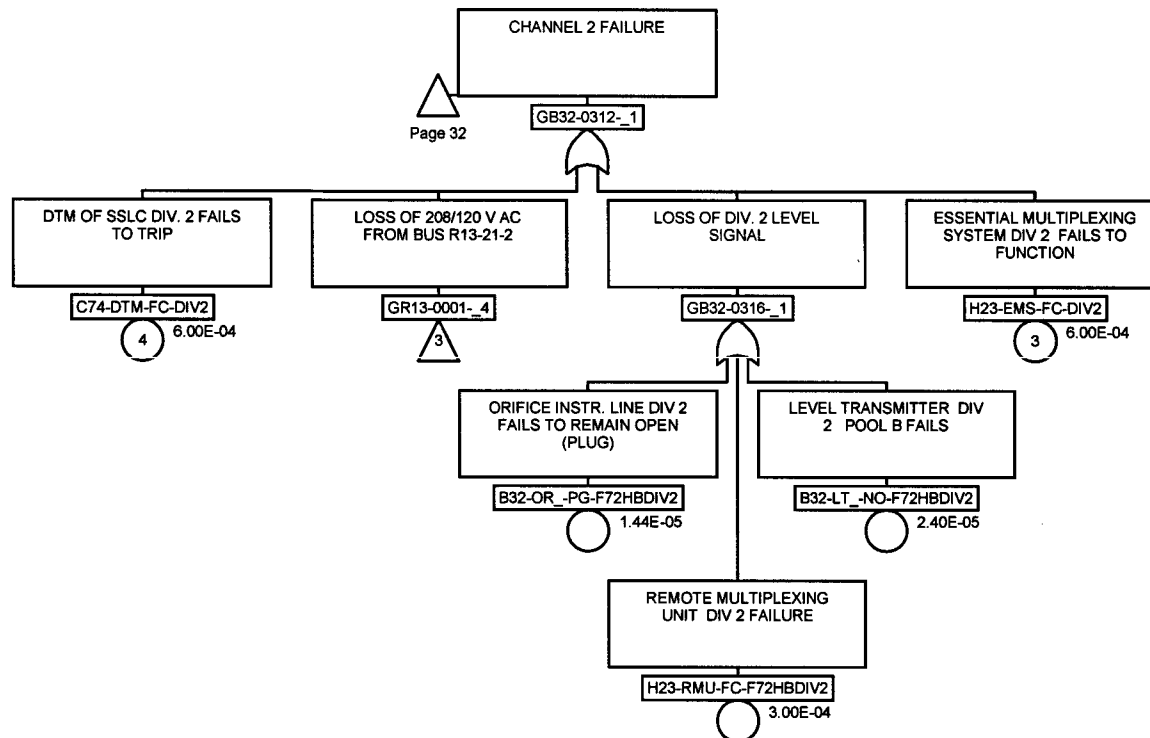 CHANNEL 2 FAILURE
Page 32
GB32-0312-_1
DTM OF SSLC DIV. 2 FAILS
TO TRIP
C74-DTM-FC-DIV2
4
6.00E-04
LOSS OF 208/120 V AC
FROM BUS R13-21-2
GR13-0001-_4
3
LOSS OF DIV. 2 LEVEL
SIGNAL
GB32-0316-_1
ESSENTIAL MULTIPLEXING
SYSTEM DIV 2 FAILS TO
FUNCTION
H23-EMS-FC-DIV2
3
6.00E-04
ORIFICE INSTR. LINE DIV 2
FAILS TO REMAIN OPEN
(PLUG)
B32-OR_-PG-F72HBDIV2
1.44E-05
LEVEL TRANSMITTER DIV
2 POOL B FAILS
B32-LT_-NO-F72HBDIV2
2.40E-05
REMOTE MULTIPLEXING
UNIT DIV 2 FAILURE
H23-RMU-FC-F72HBDIV2
3.00E-04